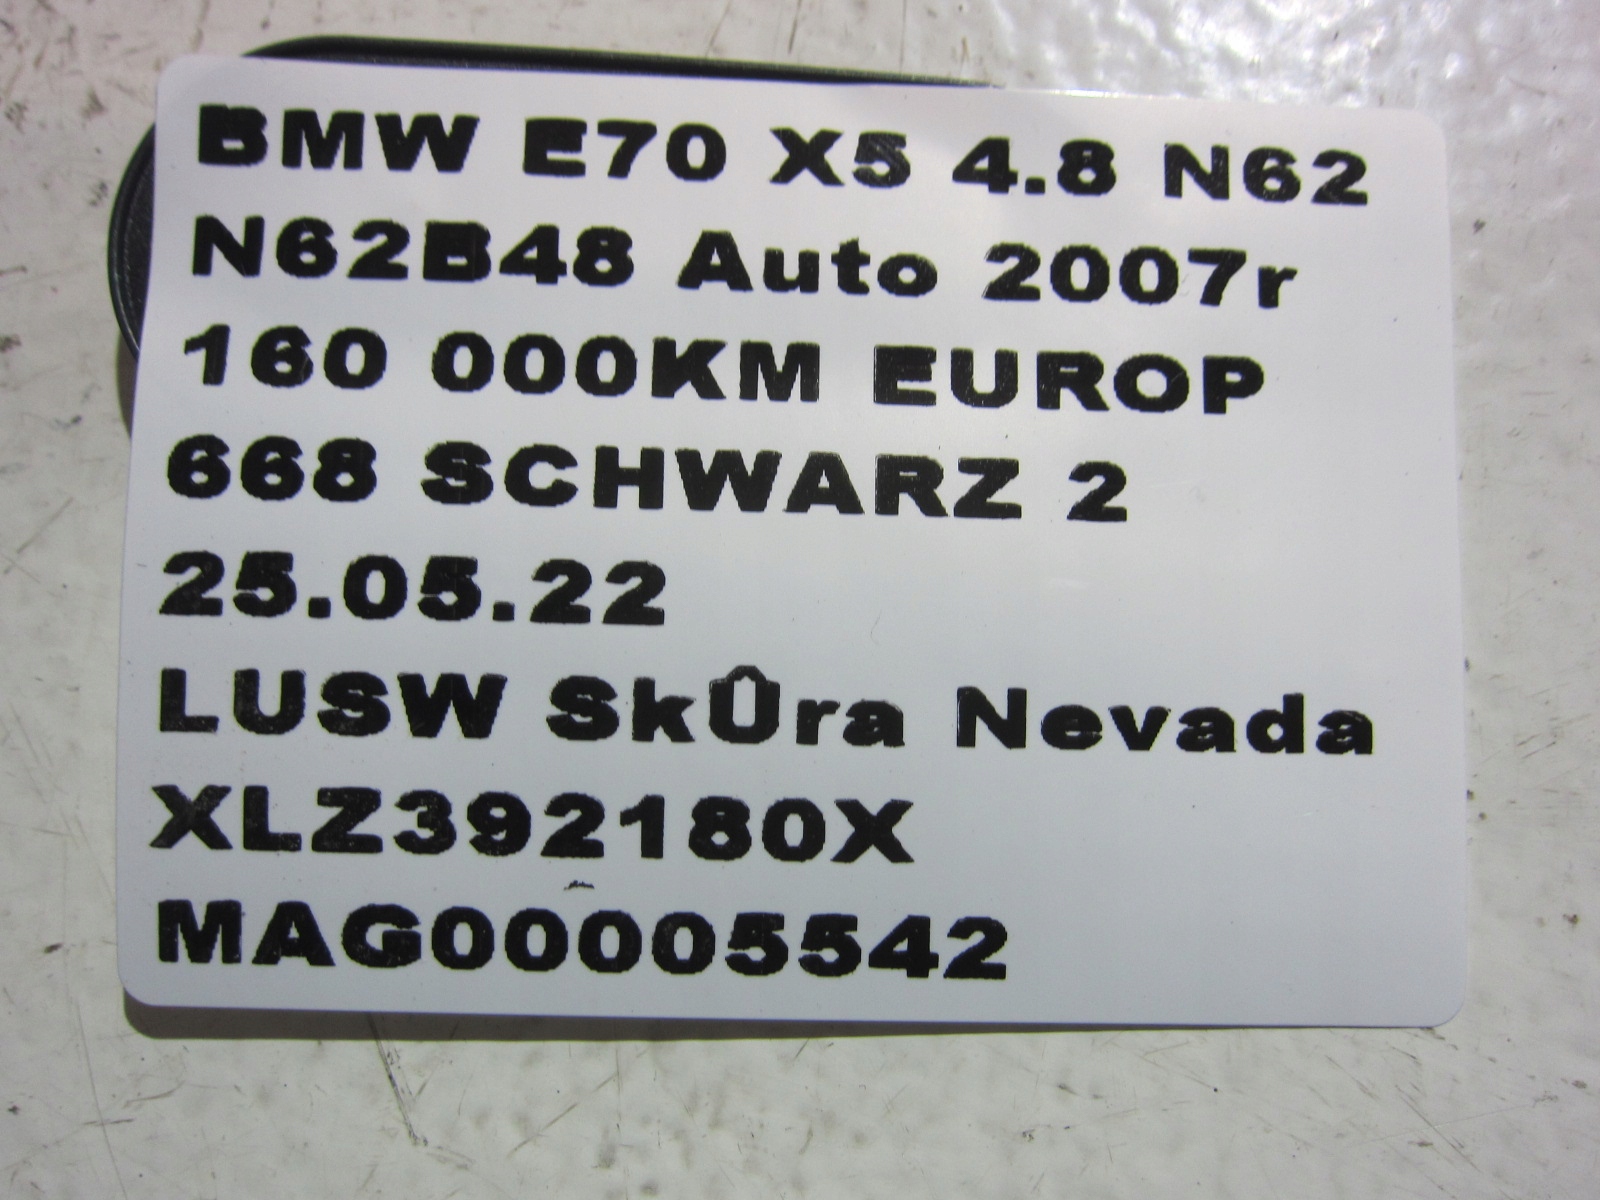 BMW E70 X5 4.8 N62
N62B48 Auto 2007r
160 000KM EUROP
668 SCHWARZ 2
25.05.22
LUSW SkÛra Nevada
XLZ392180X
MAG00005542